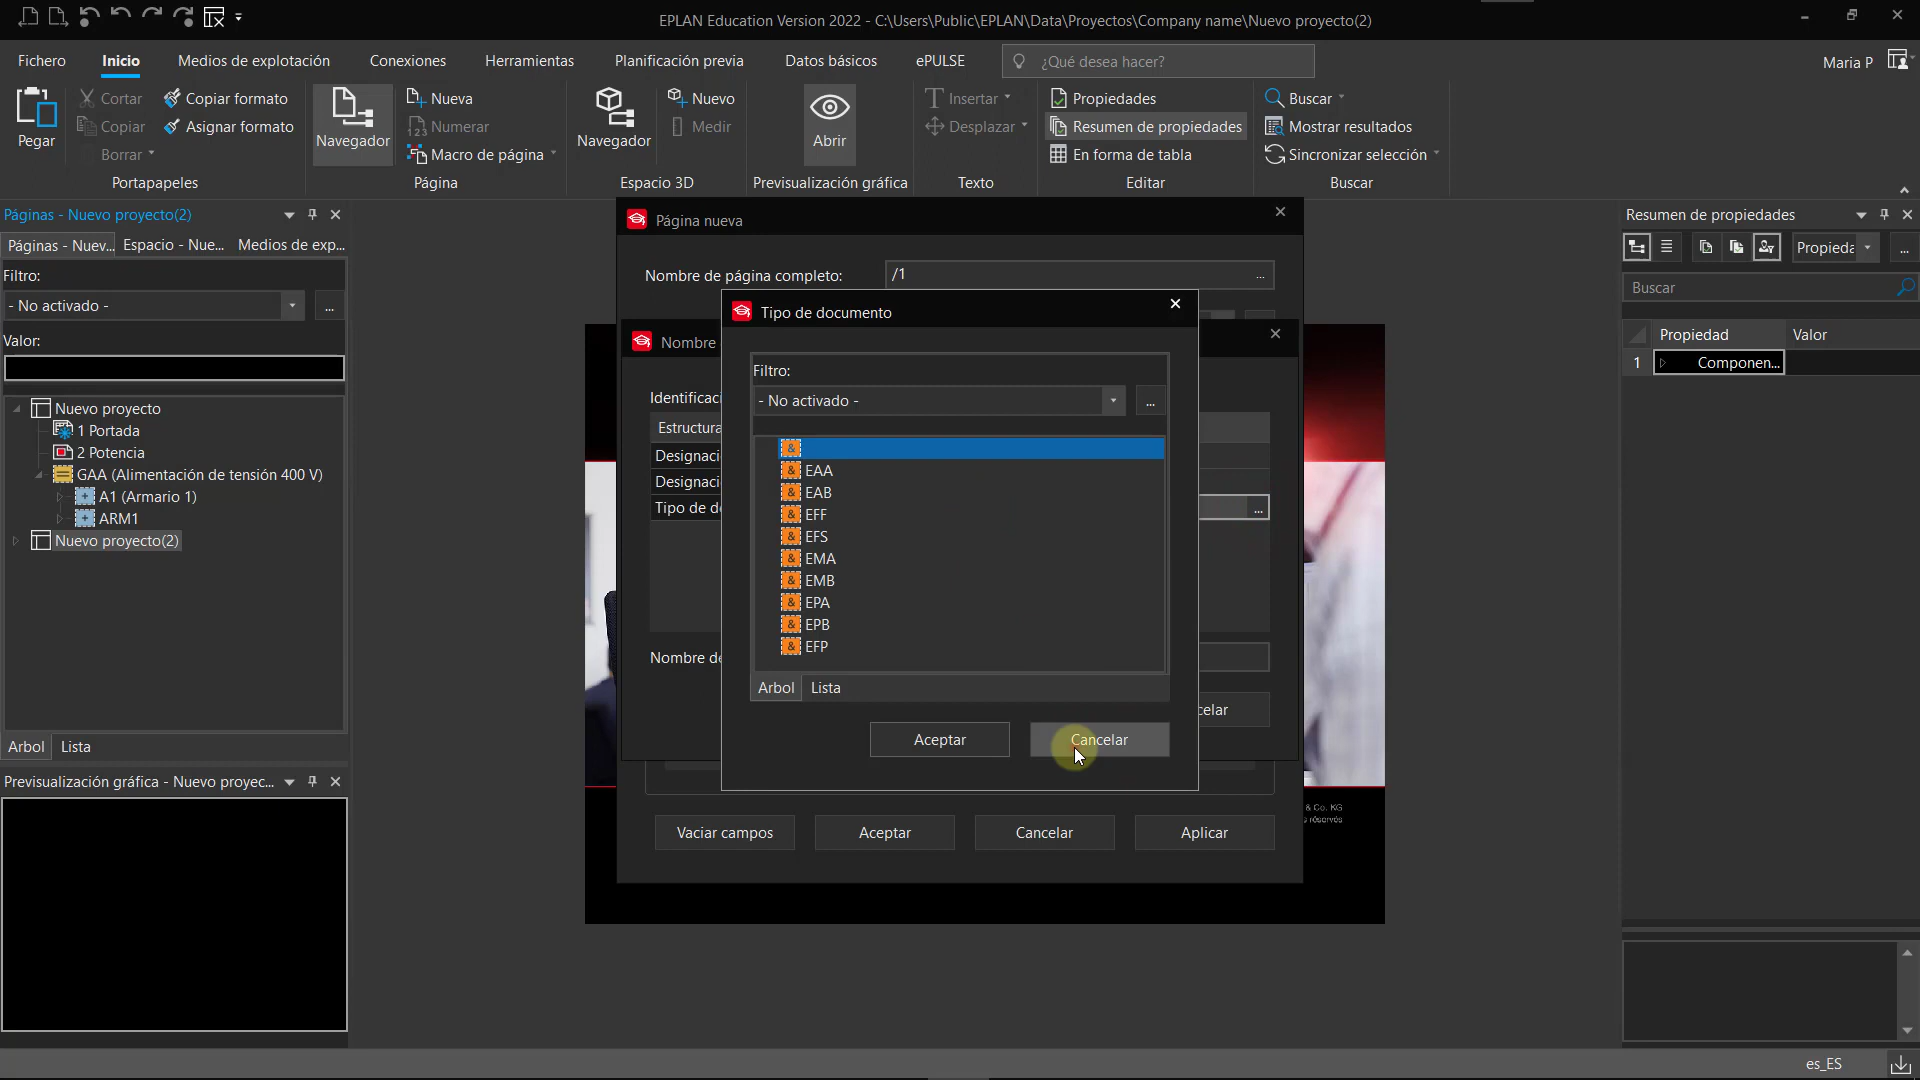 EPLAN Education Version 2022 - C:\Users\Public\EPLAN\Data\Proyectos\Company name\Nuevo proyecto(2)
Fichero Inicio Medios de explotación Conexiones Herramientas Planificación previa Datos básicos ePULSE ¿Qué desea hacer? Maria P
Pegar Cortar Copiar formato Navegador Nueva Navegador Nuevo Abrir Insertar Propiedades Buscar
Copiar Asignar formato 123 Numerar Medir Desplazar Resumen de propiedades Mostrar resultados
Borrar Macro de página En forma de tabla Sincronizar selección
Portapapeles Página Espacio 3D Previsualización gráfica Texto Editar Buscar
Páginas - Nuevo proyecto(2)
Páginas - Nuev... Espacio - Nue... Medios de exp...
Filtro:
- No activado - ...
Valor:
Nuevo proyecto
1 Portada
2 Potencia
GAA (Alimentación de tensión 400 V)
A1 (Armario 1)
ARM1
Nuevo proyecto(2)
Arbol Lista
Previsualización gráfica - Nuevo proyec...
Página nueva
Nombre de página completo: /1 ...
Nombre
Identificaci
Estructura
Designaci
Designaci
Tipo de d ...
Nombre de
celar
Tipo de documento
Filtro:
- No activado - ...
&
& EAA
& EAB
& EFF
& EFS
& EMA
& EMB
& EPA
& EPB
& EFP
Arbol Lista
Aceptar Cancelar
Vaciar campos Aceptar Cancelar Aplicar
& Co. KG
Resumen de propiedades
Propieda ...
Buscar
Propiedad Valor
1 Componen...
es_ES